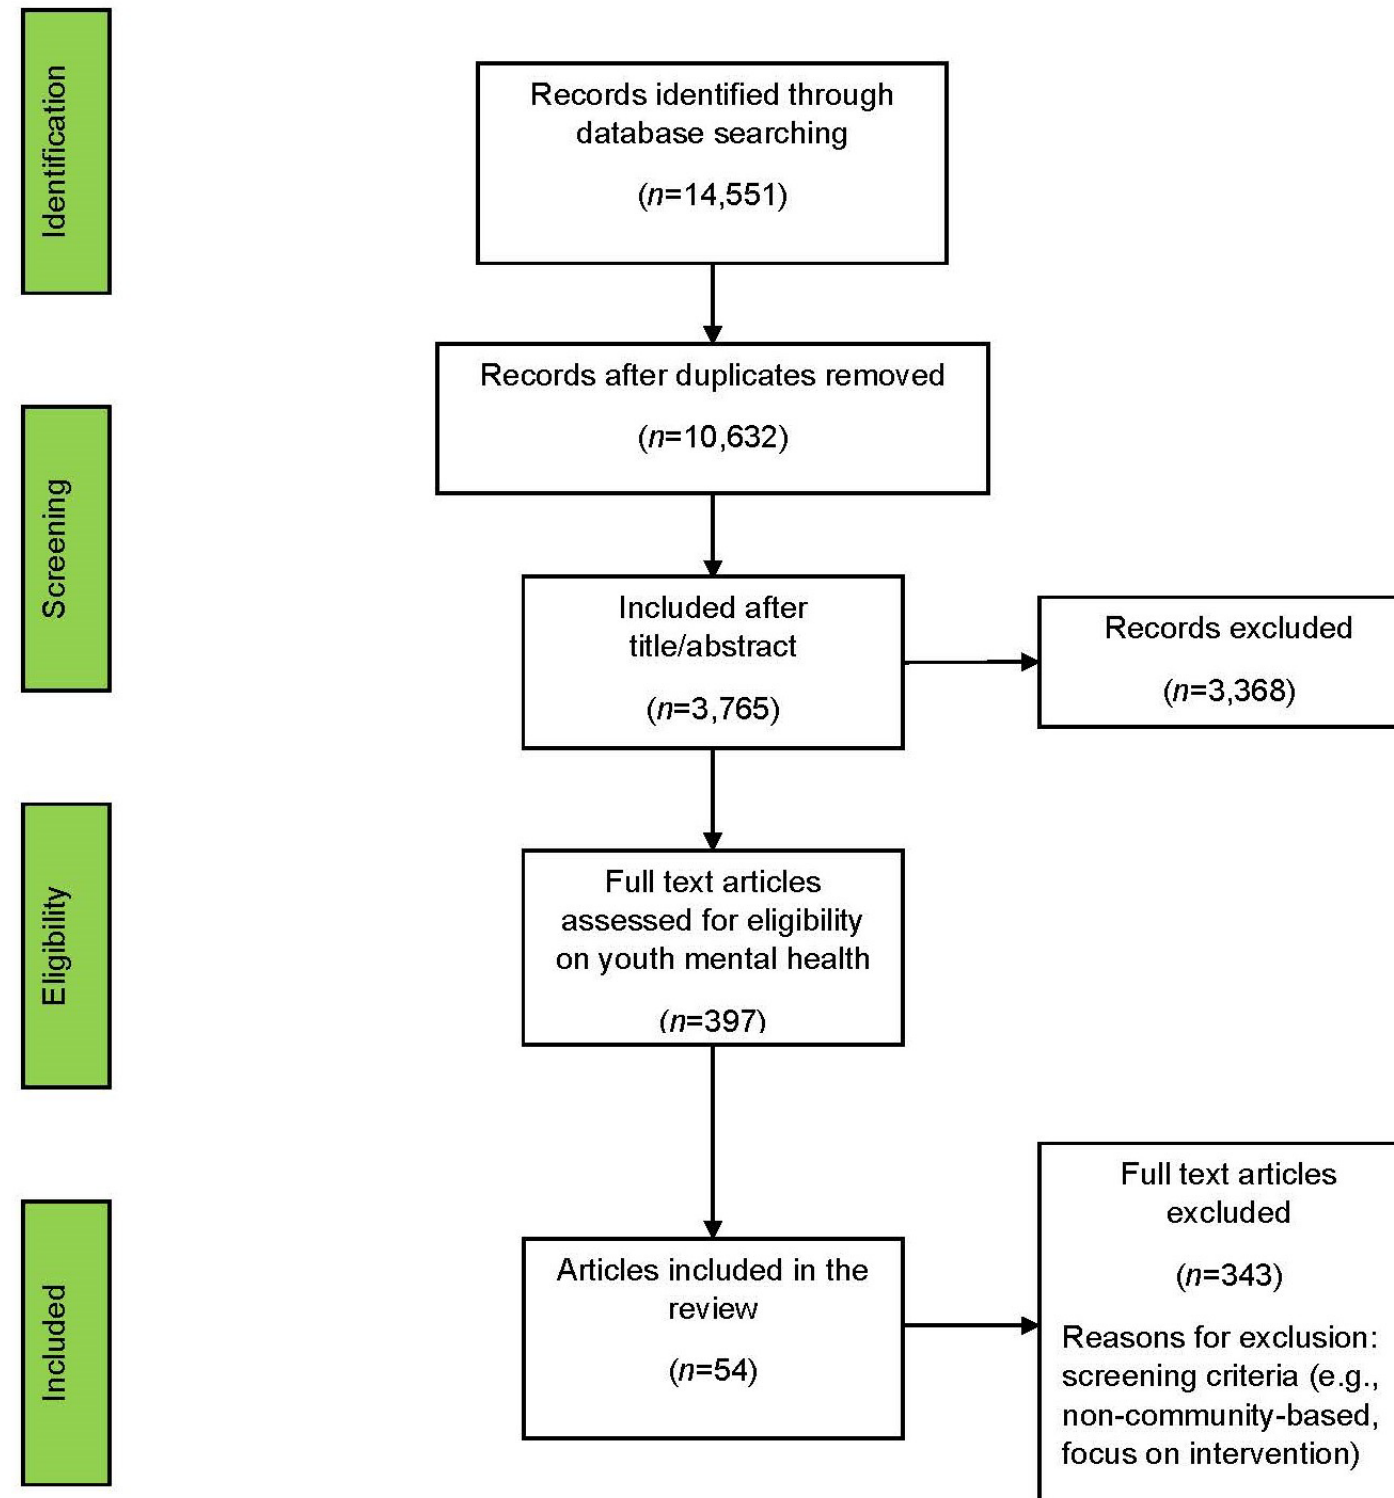 Identification
Records identified through
database searching
(n=14,551)
Records after duplicates removed
(n=10,632)
Screening
Included after
title/abstract
(n=3,765)
Records excluded
(n=3,368)
Eligibility
Full text articles
assessed for eligibility
on youth mental health
(n=397)
Included
Articles included in the
review
(n=54)
Full text articles
excluded
(n=343)
Reasons for exclusion:
screening criteria (e.g.,
non-community-based,
focus on intervention)